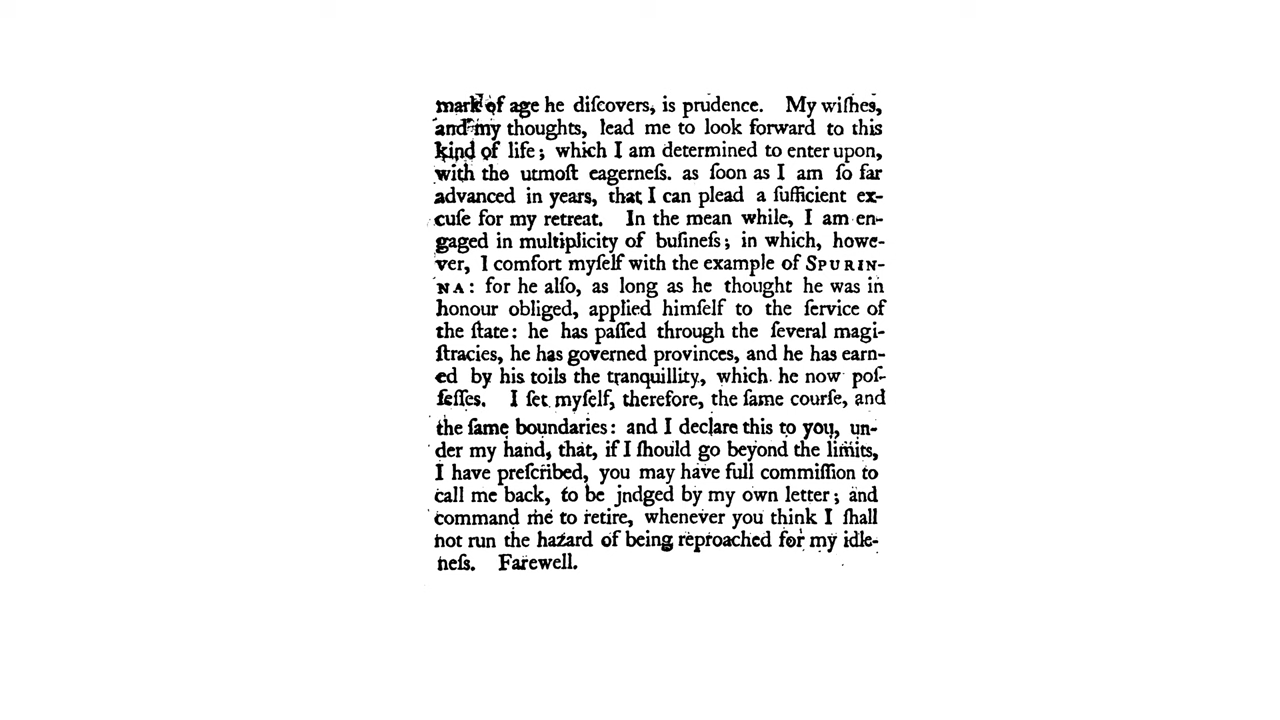 mark of age he diſcovers, is prudence. My wiſhes,
and my thoughts, lead me to look forward to this
kind of life; which I am determined to enter upon,
with the utmoſt eagerneſs. as ſoon as I am ſo far
advanced in years, that I can plead a ſufficient ex-
cuſe for my retreat. In the mean while, I am en-
gaged in multiplicity of buſineſs; in which, howe-
ver, I comfort myſelf with the example of SPURIN-
NA: for he alſo, as long as he thought he was in
honour obliged, applied himſelf to the ſervice of
the ſtate: he has paſſed through the ſeveral magi-
ſtracies, he has governed provinces, and he has earn-
ed by his toils the tranquillity, which he now poſ-
ſeſſes. I ſet myſelf, therefore, the ſame courſe, and
the ſame boundaries: and I declare this to you, un-
der my hand, that, if I ſhould go beyond the limits,
I have preſcribed, you may have full commiſſion to
call me back, to be jndged by my own letter; and
command me to retire, whenever you think I ſhall
not run the hazard of being reproached for my idle-
neſs. Farewell.